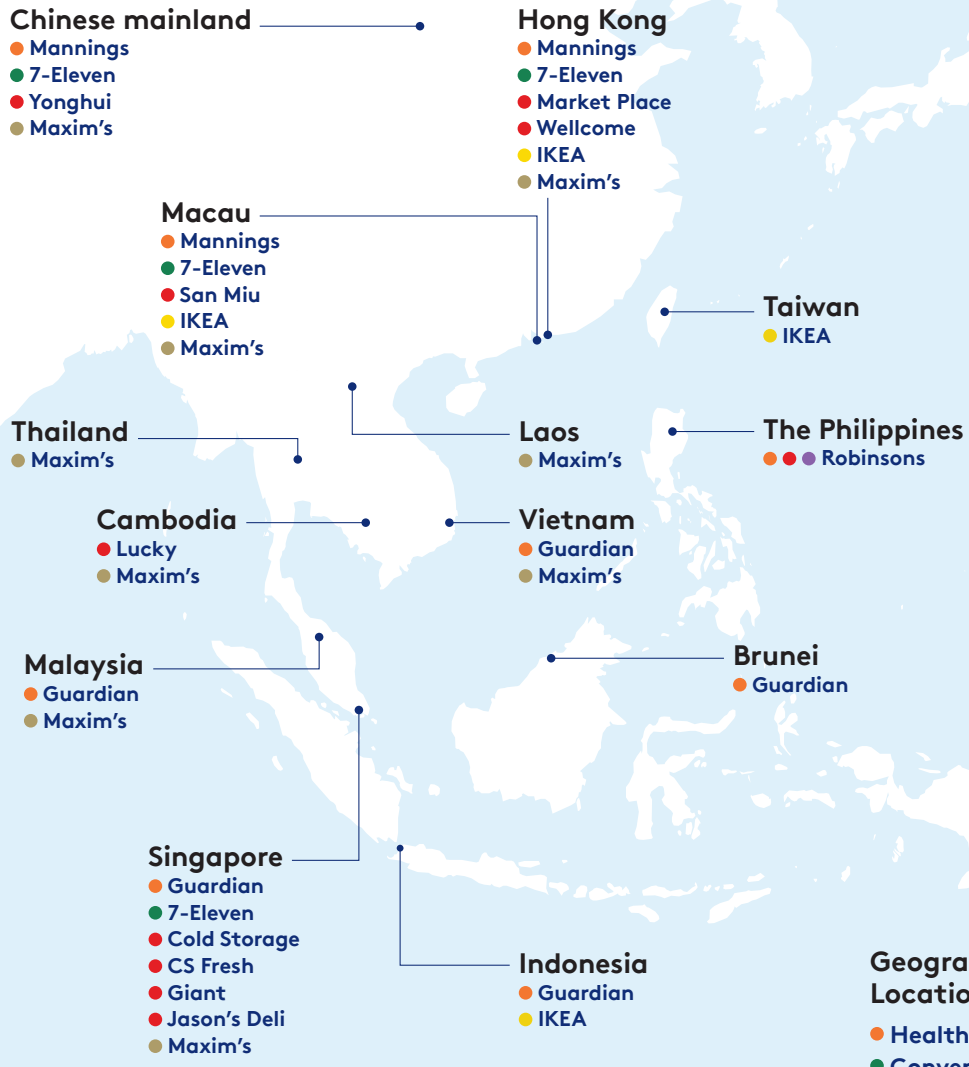 Chinese mainland
Mannings
7-Eleven
Yonghui
Maxim's
Hong Kong
Mannings
7-Eleven
Market Place
Wellcome
IKEA
Maxim's
Macau
Mannings
7-Eleven
San Miu
IKEA
Maxim's
Taiwan
IKEA
Thailand
Maxim's
Laos
Maxim's
The Philippines
Robinsons
Cambodia
Lucky
Maxim's
Vietnam
Guardian
Maxim's
Malaysia
Guardian
Maxim's
Brunei
Guardian
Singapore
Guardian
7-Eleven
Cold Storage
CS Fresh
Giant
Jason's Deli
Maxim's
Indonesia
Guardian
IKEA
Geogra
Locatio
Health